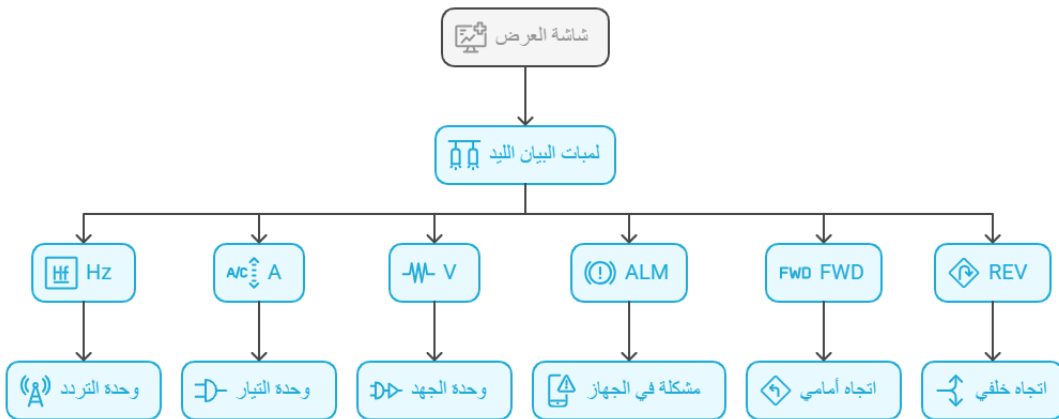 شاشة العرض
لمبات البيان الليد
Hf Hz
A/C A
V
ALM
FWD FWD
REV
وحدة التردد
وحدة التيار
وحدة الجهد
مشكلة في الجهاز
اتجاه أمامي
اتجاه خلفي